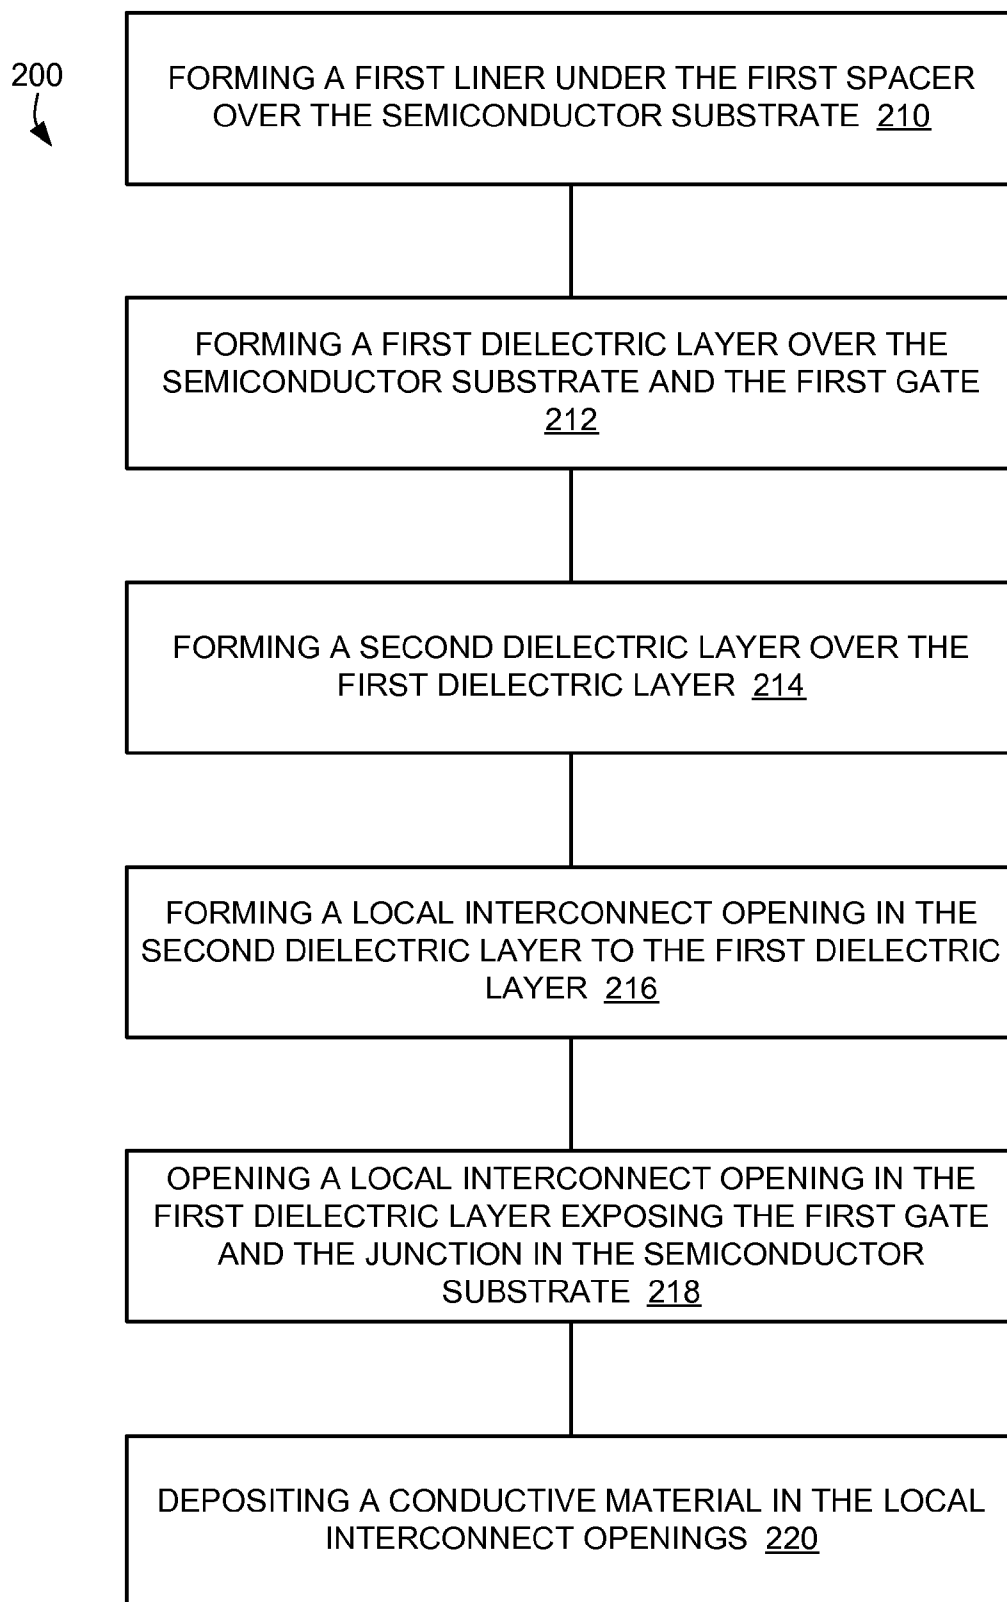 200
FORMING A FIRST LINER UNDER THE FIRST SPACER
OVER THE SEMICONDUCTOR SUBSTRATE 210
FORMING A FIRST DIELECTRIC LAYER OVER THE
SEMICONDUCTOR SUBSTRATE AND THE FIRST GATE
212
FORMING A SECOND DIELECTRIC LAYER OVER THE
FIRST DIELECTRIC LAYER 214
FORMING A LOCAL INTERCONNECT OPENING IN THE
SECOND DIELECTRIC LAYER TO THE FIRST DIELECTRIC
LAYER 216
OPENING A LOCAL INTERCONNECT OPENING IN THE
FIRST DIELECTRIC LAYER EXPOSING THE FIRST GATE
AND THE JUNCTION IN THE SEMICONDUCTOR
SUBSTRATE 218
DEPOSITING A CONDUCTIVE MATERIAL IN THE LOCAL
INTERCONNECT OPENINGS 220